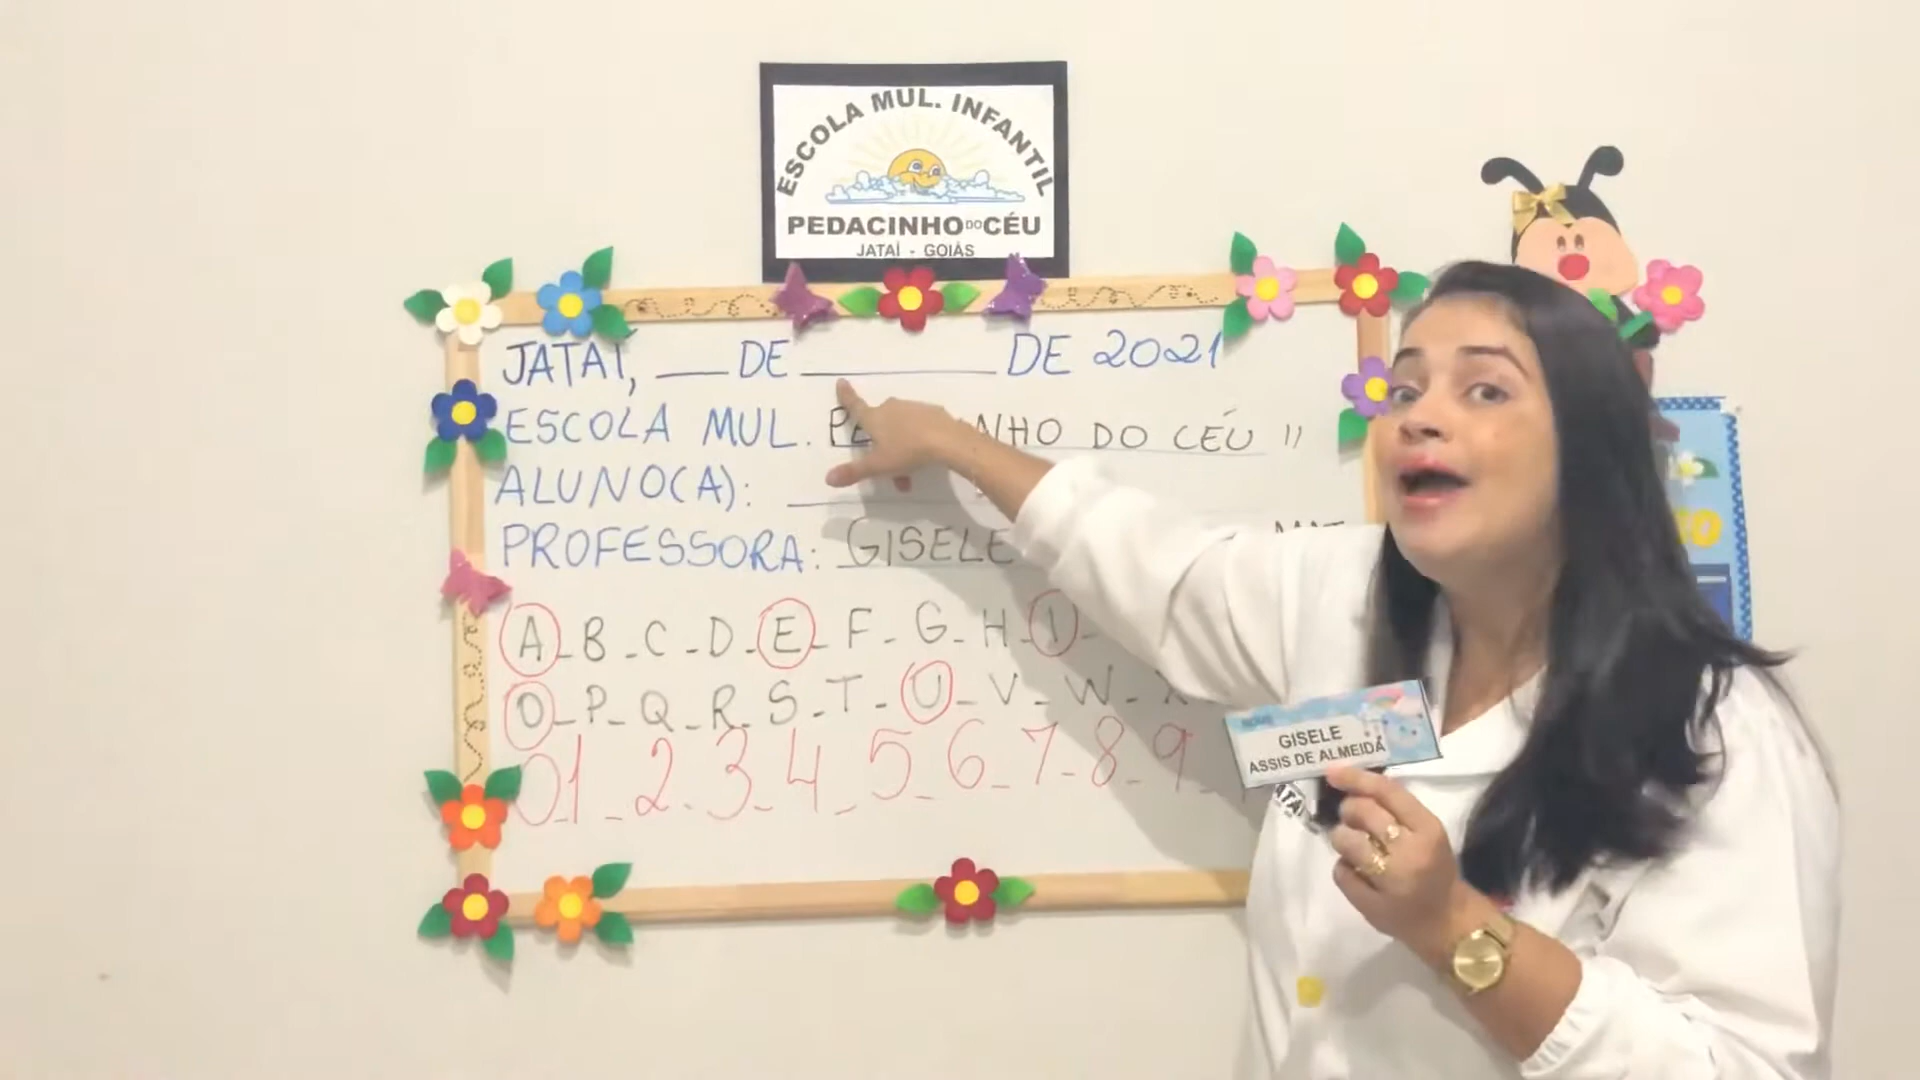 ESCOLA MUL. INFANTIL
PEDACINHO DO CÉU
JATAÍ - GOIÁS
JATAÍ, ___ DE ________ DE 2021
ESCOLA MUL. NHO DO CÉU "
ALUNO(A):
PROFESSORA: GISELE
A-B-C-D-E-F-G-H-I-
O-P-Q-R-S-T-U-V-W-X
0-1-2-3-4-5-6-7-8-9
NOME
GISELE
ASSIS DE ALMEIDA